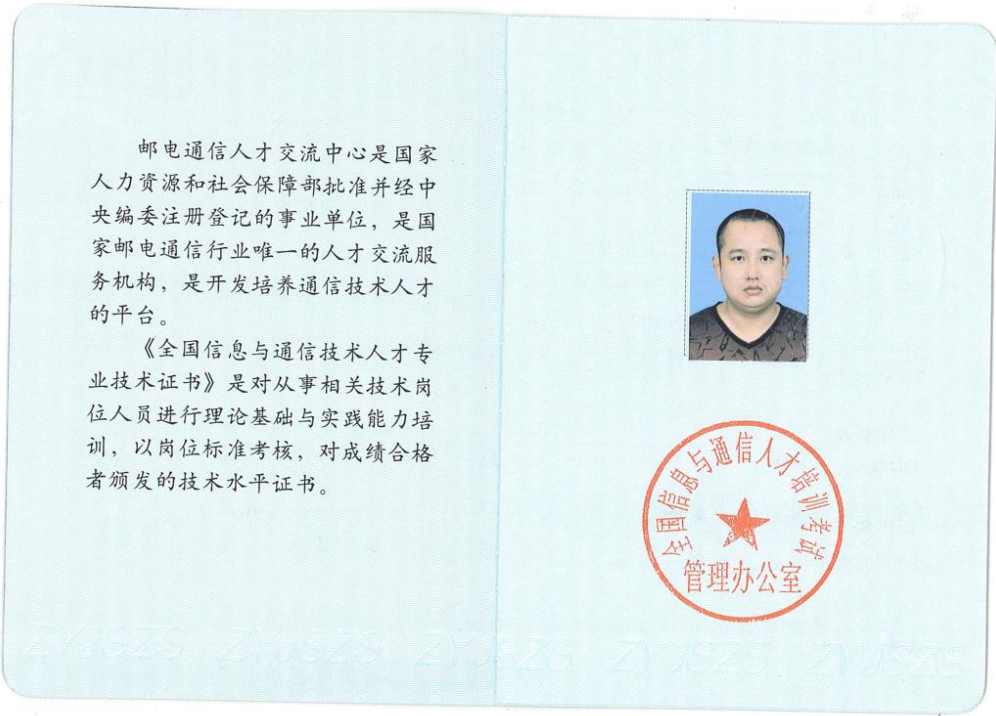 邮电通信人才交流中心是国家
人力资源和社会保障部批准并经中
央编委注册登记的事业单位，是国
家邮电通信行业唯一的人才交流服
务机构，是开发培养通信技术人才
的平台。
《全国信息与通信技术人才专
业技术证书》是对从事相关技术岗
位人员进行理论基础与实践能力培
训，以岗位标准考核，对成绩合格
者颁发的技术水平证书。
全国信息与通信人才培训考试
管理办公室
ZYJSZS ZYJSZS ZYJSZS ZYJSZS ZYJSZS